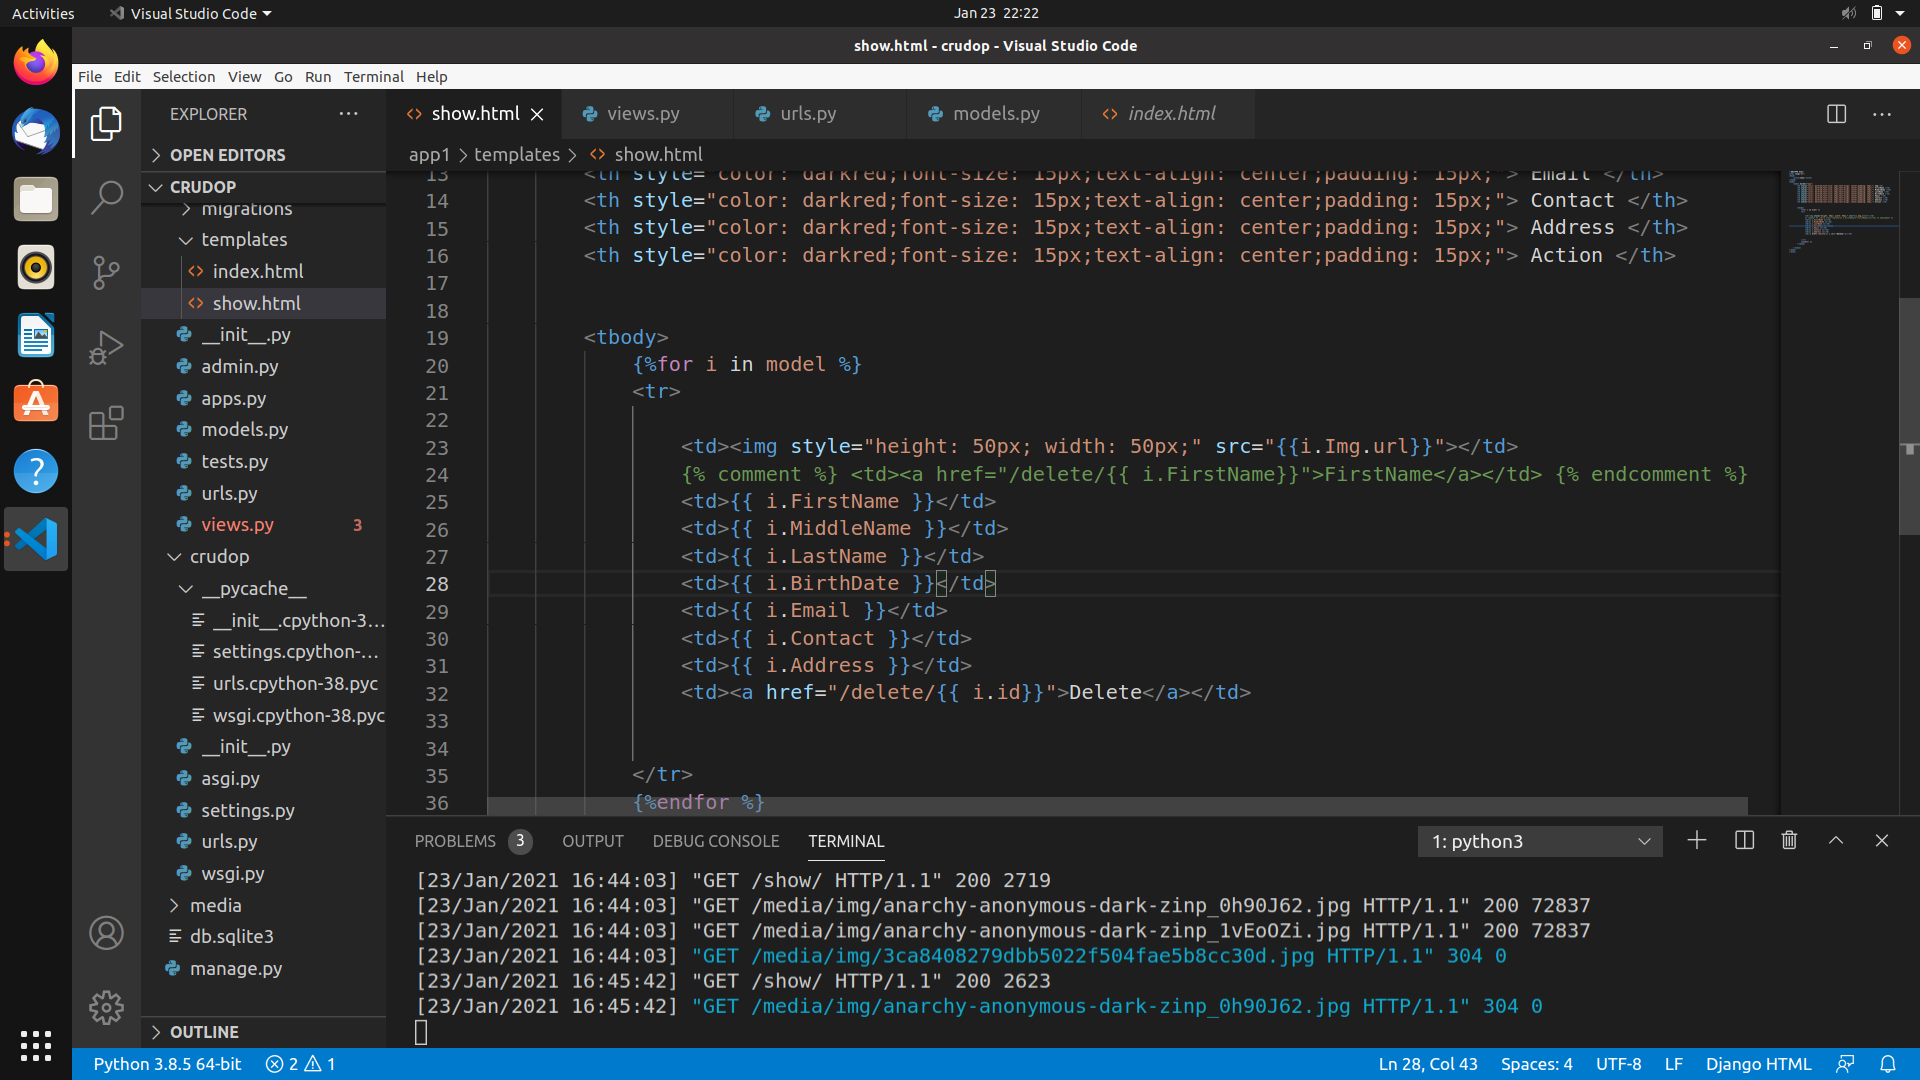 Activities
Visual Studio Code
Jan 23 22:22
show.html - crudop - Visual Studio Code
File Edit Selection View Go Run Terminal Help
EXPLORER
OPEN EDITORS
CRUDOP
migrations
templates
index.html
show.html
__init__.py
admin.py
apps.py
models.py
tests.py
urls.py
views.py 3
crudop
__pycache__
__init__.cpython-3...
settings.cpython-...
urls.cpython-38.pyc
wsgi.cpython-38.pyc
__init__.py
asgi.py
settings.py
urls.py
wsgi.py
media
db.sqlite3
manage.py
OUTLINE
show.html
views.py
urls.py
models.py
index.html
app1 > templates > show.html
13 <th style="color: darkred;font-size: 15px;text-align: center;padding: 15px;"> Email </th>
14 <th style="color: darkred;font-size: 15px;text-align: center;padding: 15px;"> Contact </th>
15 <th style="color: darkred;font-size: 15px;text-align: center;padding: 15px;"> Address </th>
16 <th style="color: darkred;font-size: 15px;text-align: center;padding: 15px;"> Action </th>
17
18
19 <tbody>
20 {%for i in model %}
21 <tr>
22
23 <td><img style="height: 50px; width: 50px;" src="{{i.Img.url}}"></td>
24 {% comment %} <td><a href="/delete/{{ i.FirstName}}">FirstName</a></td> {% endcomment %}
25 <td>{{ i.FirstName }}</td>
26 <td>{{ i.MiddleName }}</td>
27 <td>{{ i.LastName }}</td>
28 <td>{{ i.BirthDate }}</td>
29 <td>{{ i.Email }}</td>
30 <td>{{ i.Contact }}</td>
31 <td>{{ i.Address }}</td>
32 <td><a href="/delete/{{ i.id}}">Delete</a></td>
33
34
35 </tr>
36 {%endfor %}
PROBLEMS 3 OUTPUT DEBUG CONSOLE TERMINAL
1: python3
[23/Jan/2021 16:44:03] "GET /show/ HTTP/1.1" 200 2719
[23/Jan/2021 16:44:03] "GET /media/img/anarchy-anonymous-dark-zinp_0h90J62.jpg HTTP/1.1" 200 72837
[23/Jan/2021 16:44:03] "GET /media/img/anarchy-anonymous-dark-zinp_1vEoOZi.jpg HTTP/1.1" 200 72837
[23/Jan/2021 16:44:03] "GET /media/img/3ca8408279dbb5022f504fae5b8cc30d.jpg HTTP/1.1" 304 0
[23/Jan/2021 16:45:42] "GET /show/ HTTP/1.1" 200 2623
[23/Jan/2021 16:45:42] "GET /media/img/anarchy-anonymous-dark-zinp_0h90J62.jpg HTTP/1.1" 304 0
Python 3.8.5 64-bit
2 1
Ln 28, Col 43
Spaces: 4
UTF-8
LF
Django HTML